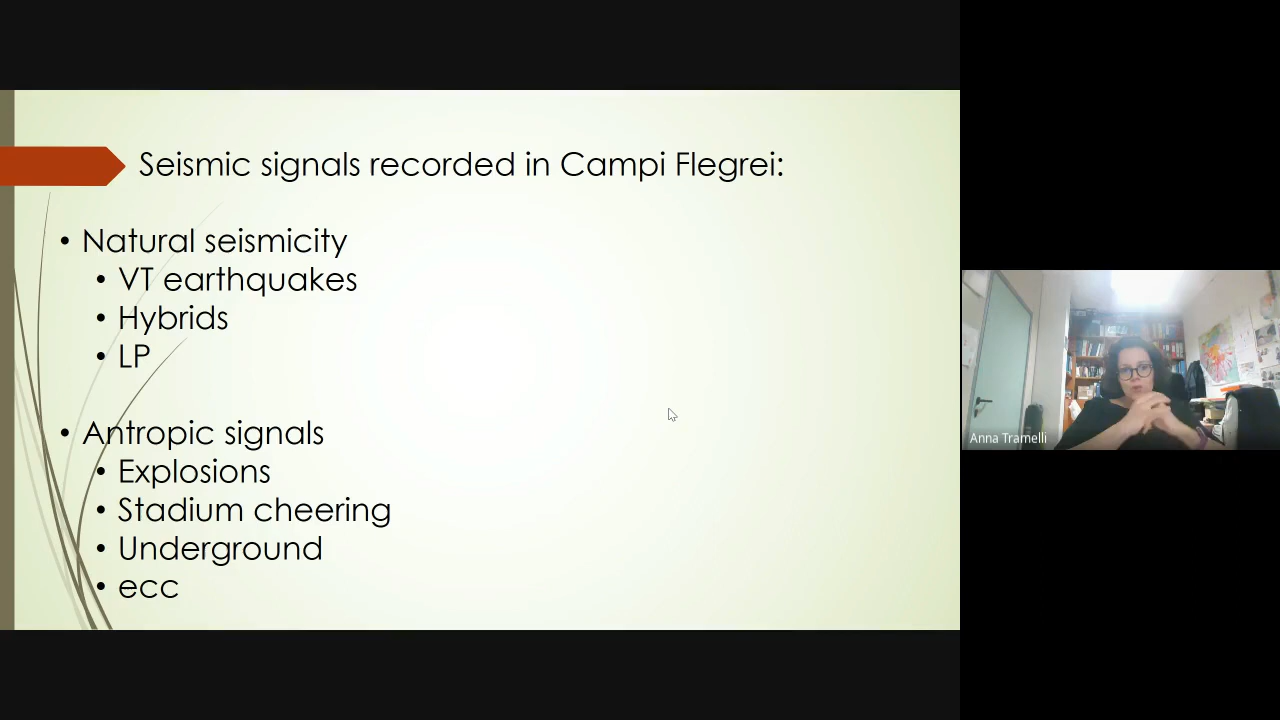 Seismic signals recorded in Campi Flegrei:
• Natural seismicity
• VT earthquakes
• Hybrids
• LP
• Antropic signals
• Explosions
• Stadium cheering
• Underground
• ecc
Anna Tramelli